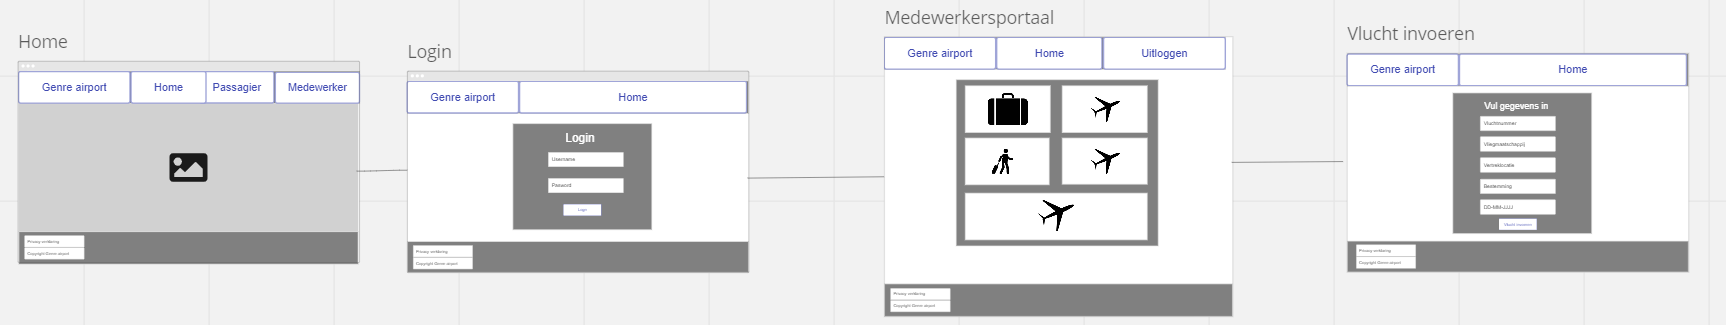 Home
Genre airport
Home
Passagier
Medewerker
Privacy verklaring
Copyright Genre airport
Login
Genre airport
Home
Login
Username
Password
Login
Privacy verklaring
Copyright Genre airport
Medewerkersportaal
Genre airport
Home
Uitloggen
Privacy verklaring
Copyright Genre airport
Vlucht invoeren
Genre airport
Home
Vul gegevens in
Vluchtnummer
Vliegmaatschappij
Vertreklocatie
Bestemming
DD-MM-JJJJ
Vlucht invoeren
Privacy verklaring
Copyright Genre airport